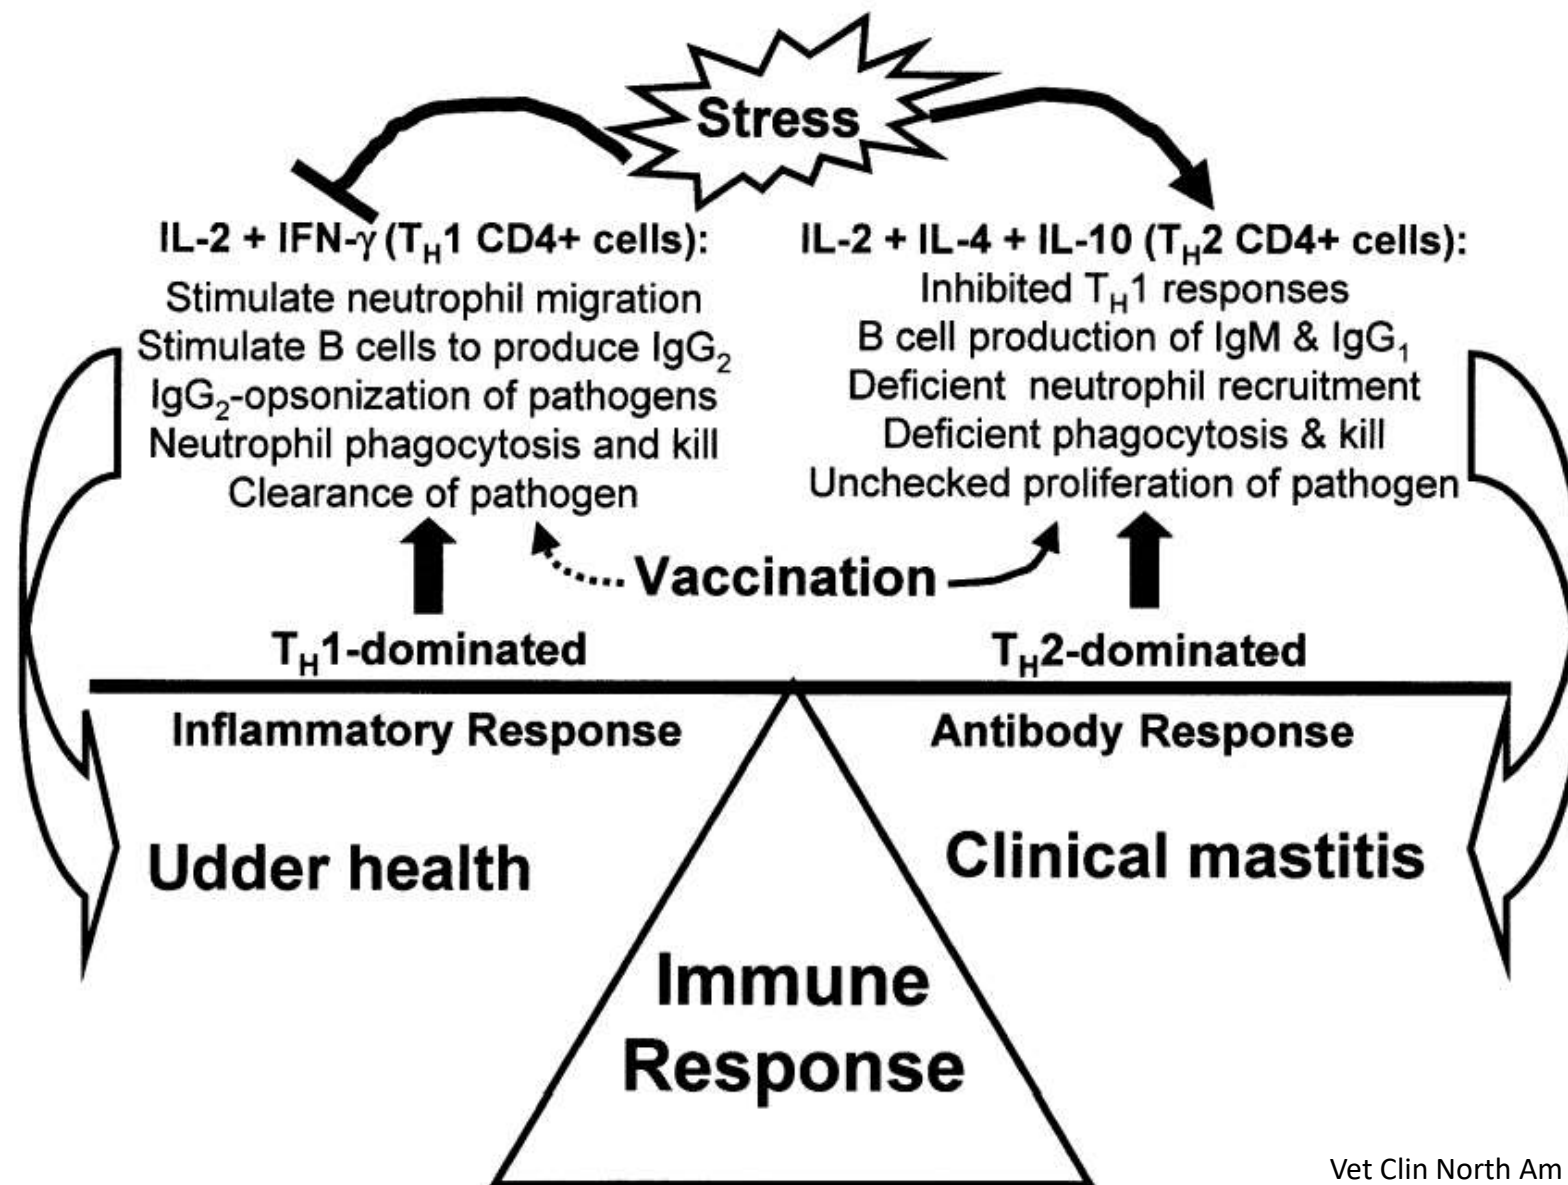 Stress
IL-2 + IFN-γ (TH1 CD4+ cells):
Stimulate neutrophil migration
Stimulate B cells to produce IgG2
IgG2-opsonization of pathogens
Neutrophil phagocytosis and kill
Clearance of pathogen
IL-2 + IL-4 + IL-10 (TH2 CD4+ cells):
Inhibited TH1 responses
B cell production of IgM & IgG1
Deficient neutrophil recruitment
Deficient phagocytosis & kill
Unchecked proliferation of pathogen
Vaccination
TH1-dominated
TH2-dominated
Inflammatory Response
Antibody Response
Udder health
Clinical mastitis
Immune
Response
Vet Clin North Am